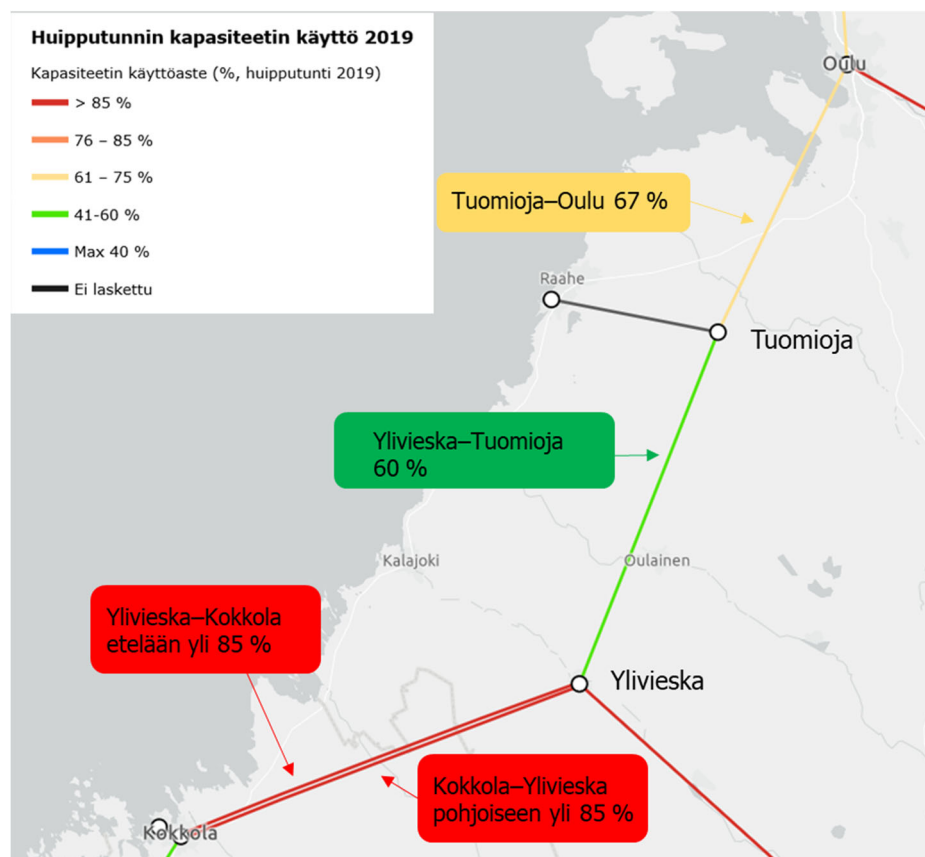 Huipputunnin kapasiteetin käyttö 2019
Kapasiteetin käyttöaste (%, huipputunti 2019)
> 85 %
76 – 85 %
61 – 75 %
41-60 %
Max 40 %
Ei laskettu
Oulu
Tuomioja–Oulu 67 %
Raahe
Tuomioja
Ylivieska–Tuomioja
60 %
Kalajoki
Oulainen
Ylivieska–Kokkola
etelään yli 85 %
Ylivieska
Kokkola–Ylivieska
pohjoiseen yli 85 %
Kokkola